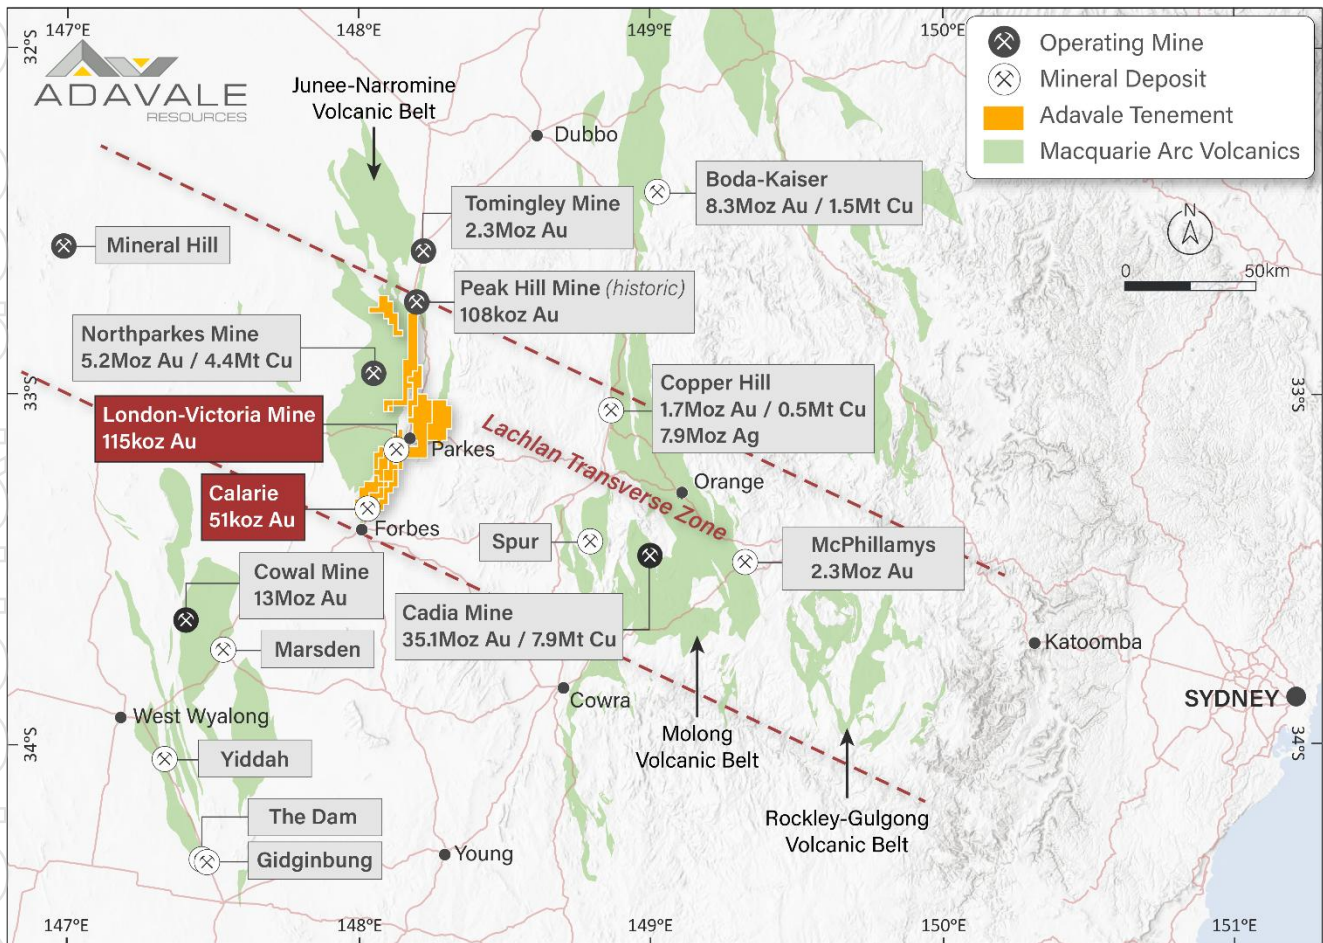 147°E
148°E
149°E
150°E
32°S
ADAVALE
RESOURCES
Operating Mine
Mineral Deposit
Adavale Tenement
Macquarie Arc Volcanics
Junee-Narromine
Volcanic Belt
Dubbo
Boda-Kaiser
8.3Moz Au / 1.5Mt Cu
Tomingley Mine
2.3Moz Au
N
Mineral Hill
0
50km
Peak Hill Mine (historic)
108koz Au
Northparkes Mine
5.2Moz Au / 4.4Mt Cu
33°S
33°S
Copper Hill
1.7Moz Au / 0.5Mt Cu
7.9Moz Ag
London-Victoria Mine
115koz Au
Parkes
Lachlan Transverse Zone
Orange
Calarie
51koz Au
Forbes
Spur
McPhillamys
2.3Moz Au
Cowal Mine
13Moz Au
Cadia Mine
35.1Moz Au / 7.9Mt Cu
Marsden
Katoomba
Cowra
SYDNEY
West Wyalong
Molong
Volcanic Belt
34°S
34°S
Yiddah
Rockley-Gulgong
Volcanic Belt
The Dam
Gidginbung
Young
147°E
148°E
149°E
150°E
151°E